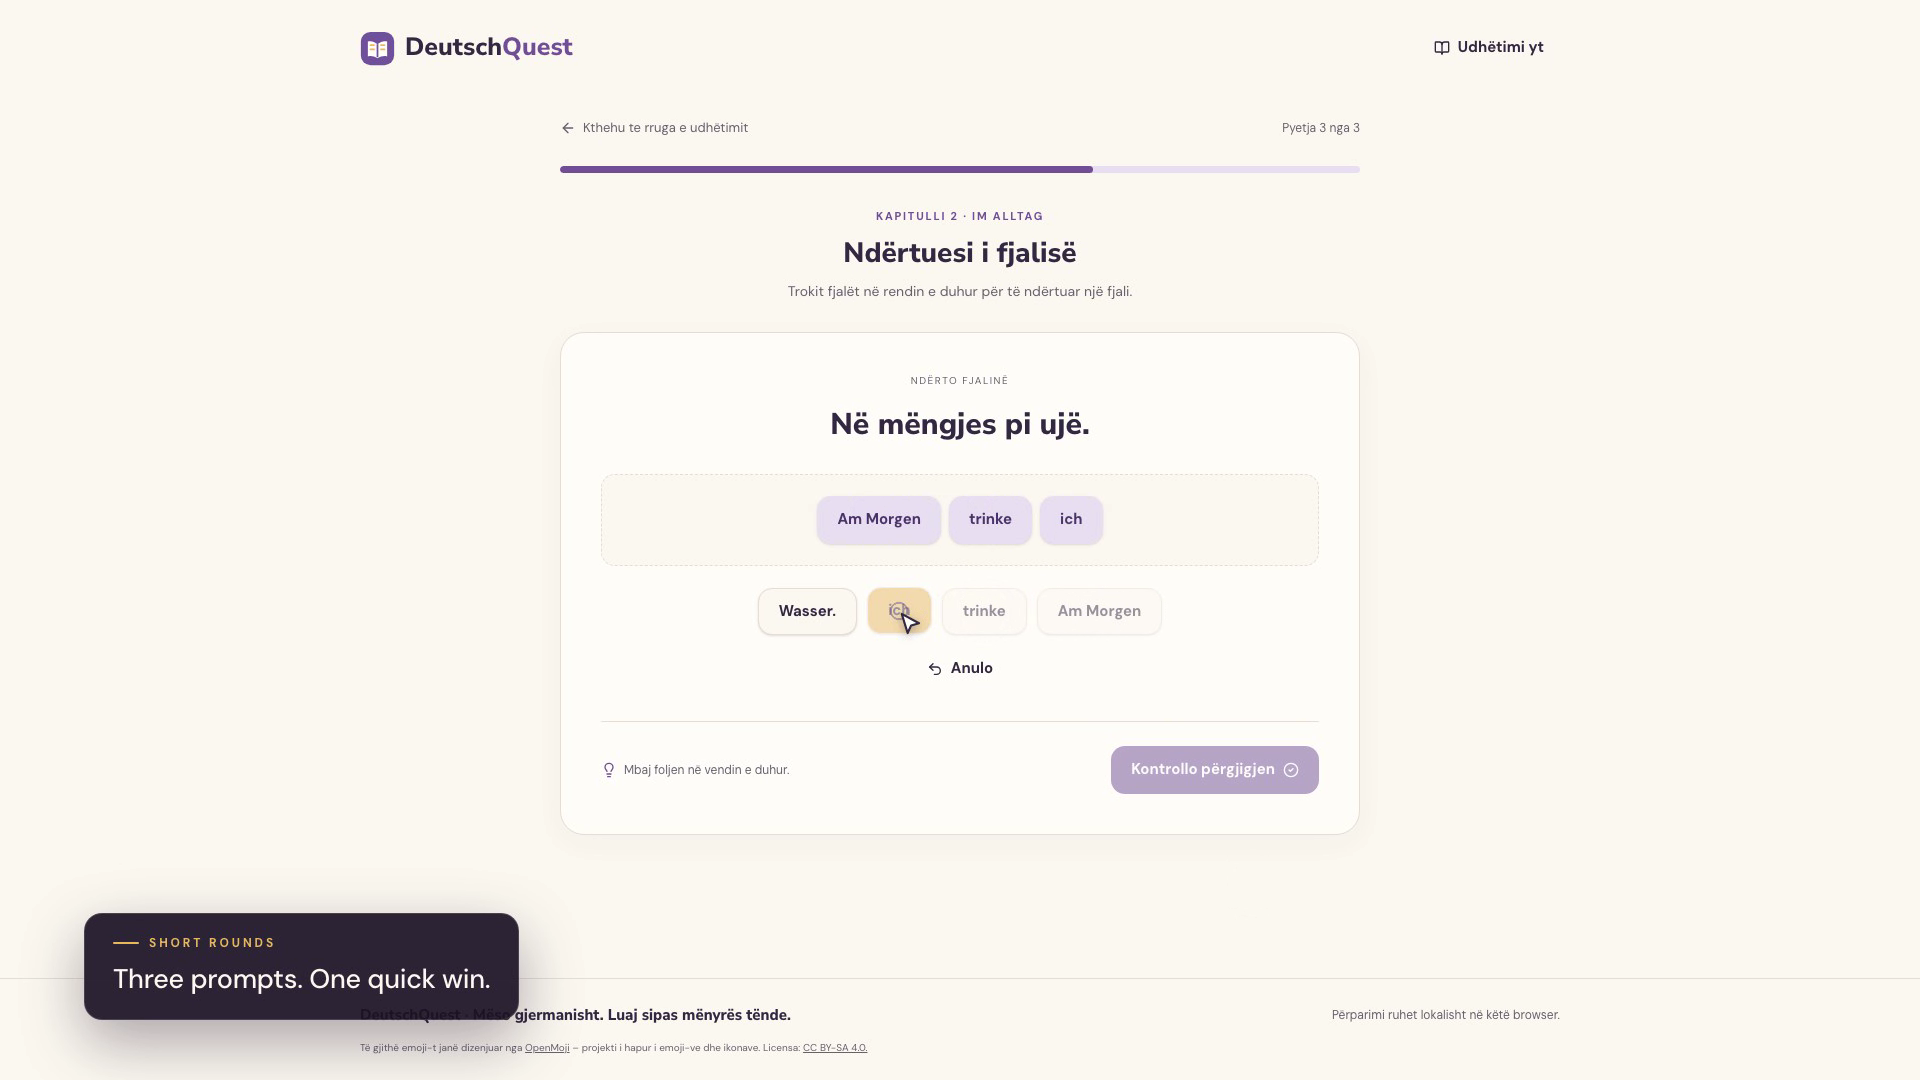 DeutschQuest
Udhëtimi yt
Kthehu te rruga e udhëtimit
Pyetja 3 nga 3
KAPITULLI 2 · IM ALLTAG
Ndërtuesi i fjalisë
Trokit fjalët në rendin e duhur për të ndërtuar një fjali.
NDËRTO FJALINË
Në mëngjes pi ujë.
Am Morgen trinke ich
Wasser. ich trinke Am Morgen
Anulo
Mbaj foljen në vendin e duhur.
Kontrollo përgjigjen
SHORT ROUNDS
Three prompts. One quick win.
DeutschQuest · Mëso gjermanisht. Luaj sipas mënyrës tënde.
Përparimi ruhet lokalisht në këtë browser.
Të gjithë emoji-t janë dizenjuar nga OpenMoji – projekti i hapur i emoji-ve dhe ikonave. Licensa: CC BY-SA 4.0.